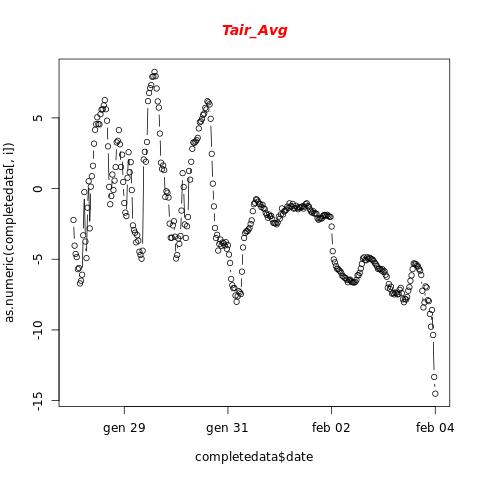 Tair_Avg
as.numeric(completedata[, i])
5
0
-5
-10
-15
gen 29
gen 31
feb 02
feb 04
completedata$date